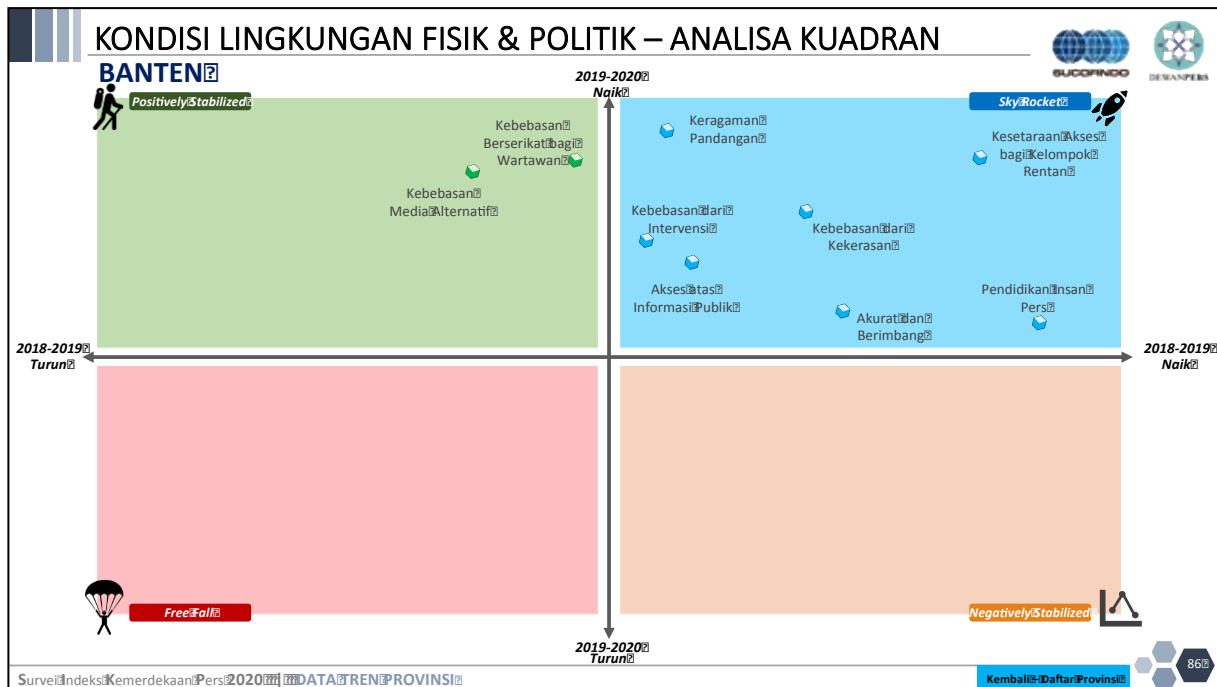 KONDISI LINGKUNGAN FISIK & POLITIK – ANALISA KUADRAN
BANTEN
SUCOFINDO
DEWAN PERS
2019-2020
Naik
Positively Stabilized
Sky Rocket
Kebebasan
Berserikat bagi
Wartawan
Kebebasan
Media Alternatif
Keragaman
Pandangan
Kesetaraan Akses
bagi Kelompok
Rentan
Kebebasan dari
Intervensi
Kebebasan dari
Kekerasan
Akses atas
Informasi Publik
Akurat dan
Berimbang
Pendidikan Insan
Pers
2018-2019
Turun
2018-2019
Naik
Free Fall
Negatively Stabilized
2019-2020
Turun
Survei Indeks Kemerdekaan Pers 2020 | DATA TREN PROVINSI
Kembali – Daftar Provinsi
86